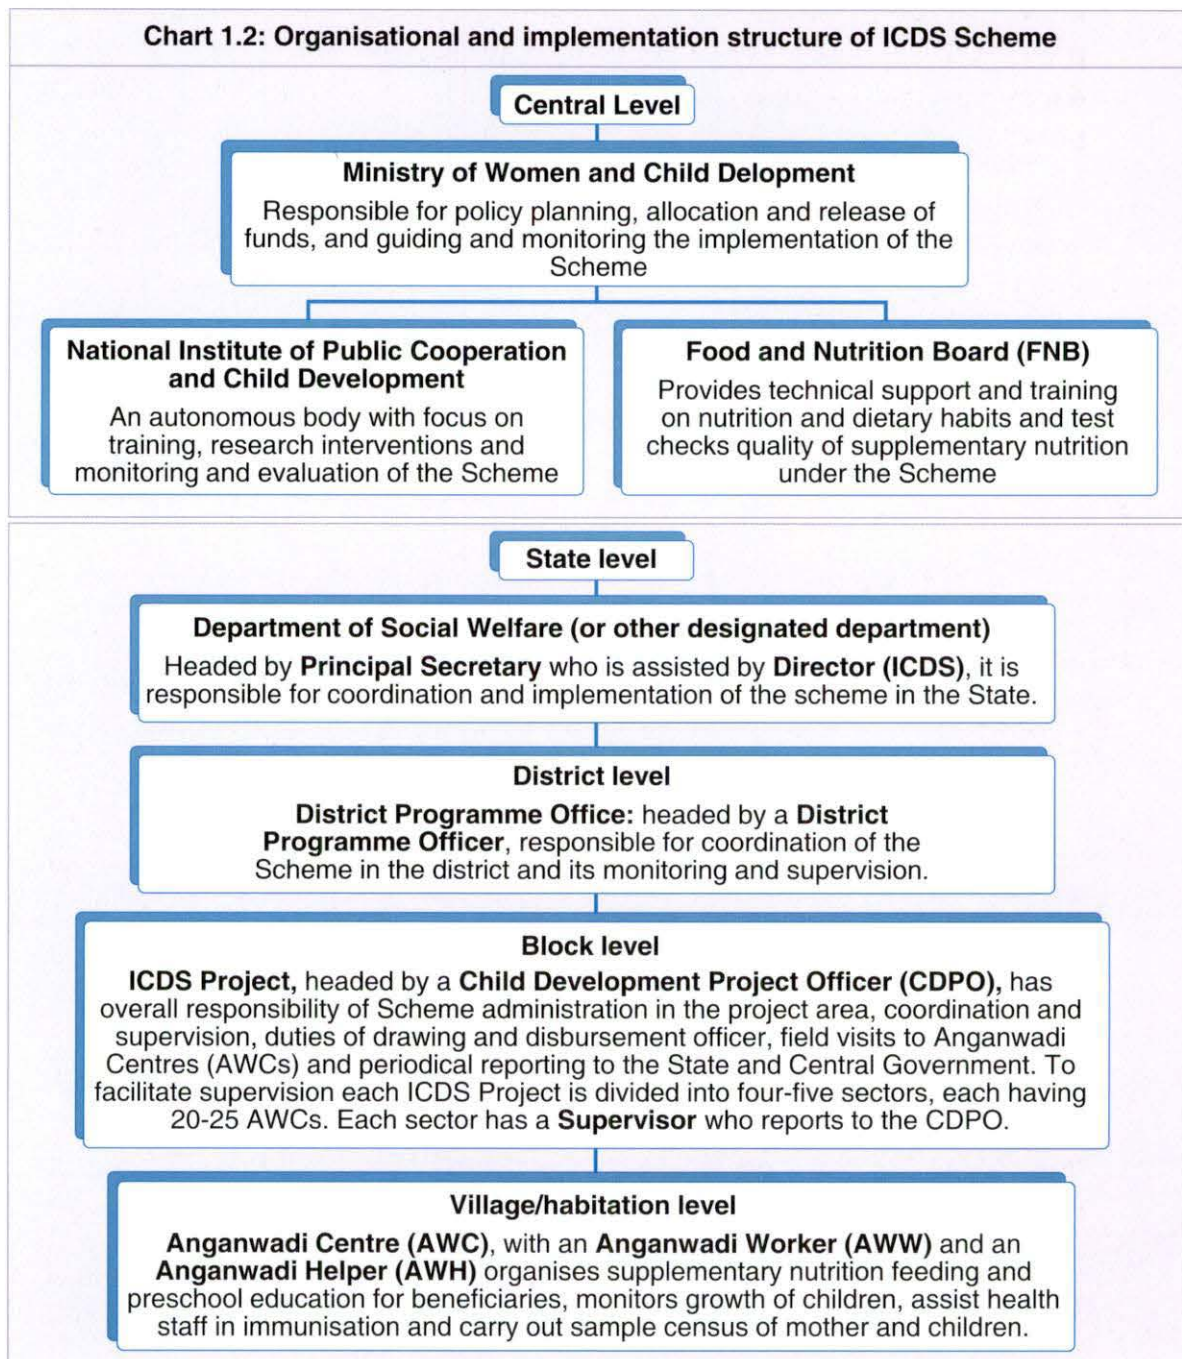 Chart 1.2: Organisational and implementation structure of ICDS Scheme
Central Level
Ministry of Women and Child Delopment
Responsible for policy planning, allocation and release of
funds, and guiding and monitoring the implementation of the
Scheme
National Institute of Public Cooperation
and Child Development
An autonomous body with focus on
training, research interventions and
monitoring and evaluation of the Scheme
Food and Nutrition Board (FNB)
Provides technical support and training
on nutrition and dietary habits and test
checks quality of supplementary nutrition
under the Scheme
State level
Department of Social Welfare (or other designated department)
Headed by Principal Secretary who is assisted by Director (ICDS), it is
responsible for coordination and implementation of the scheme in the State.
District level
District Programme Office: headed by a District
Programme Officer, responsible for coordination of the
Scheme in the district and its monitoring and supervision.
Block level
ICDS Project, headed by a Child Development Project Officer (CDPO), has
overall responsibility of Scheme administration in the project area, coordination and
supervision, duties of drawing and disbursement officer, field visits to Anganwadi
Centres (AWCs) and periodical reporting to the State and Central Government. To
facilitate supervision each ICDS Project is divided into four-five sectors, each having
20-25 AWCs. Each sector has a Supervisor who reports to the CDPO.
Village/habitation level
Anganwadi Centre (AWC), with an Anganwadi Worker (AWW) and an
Anganwadi Helper (AWH) organises supplementary nutrition feeding and
preschool education for beneficiaries, monitors growth of children, assist health
staff in immunisation and carry out sample census of mother and children.